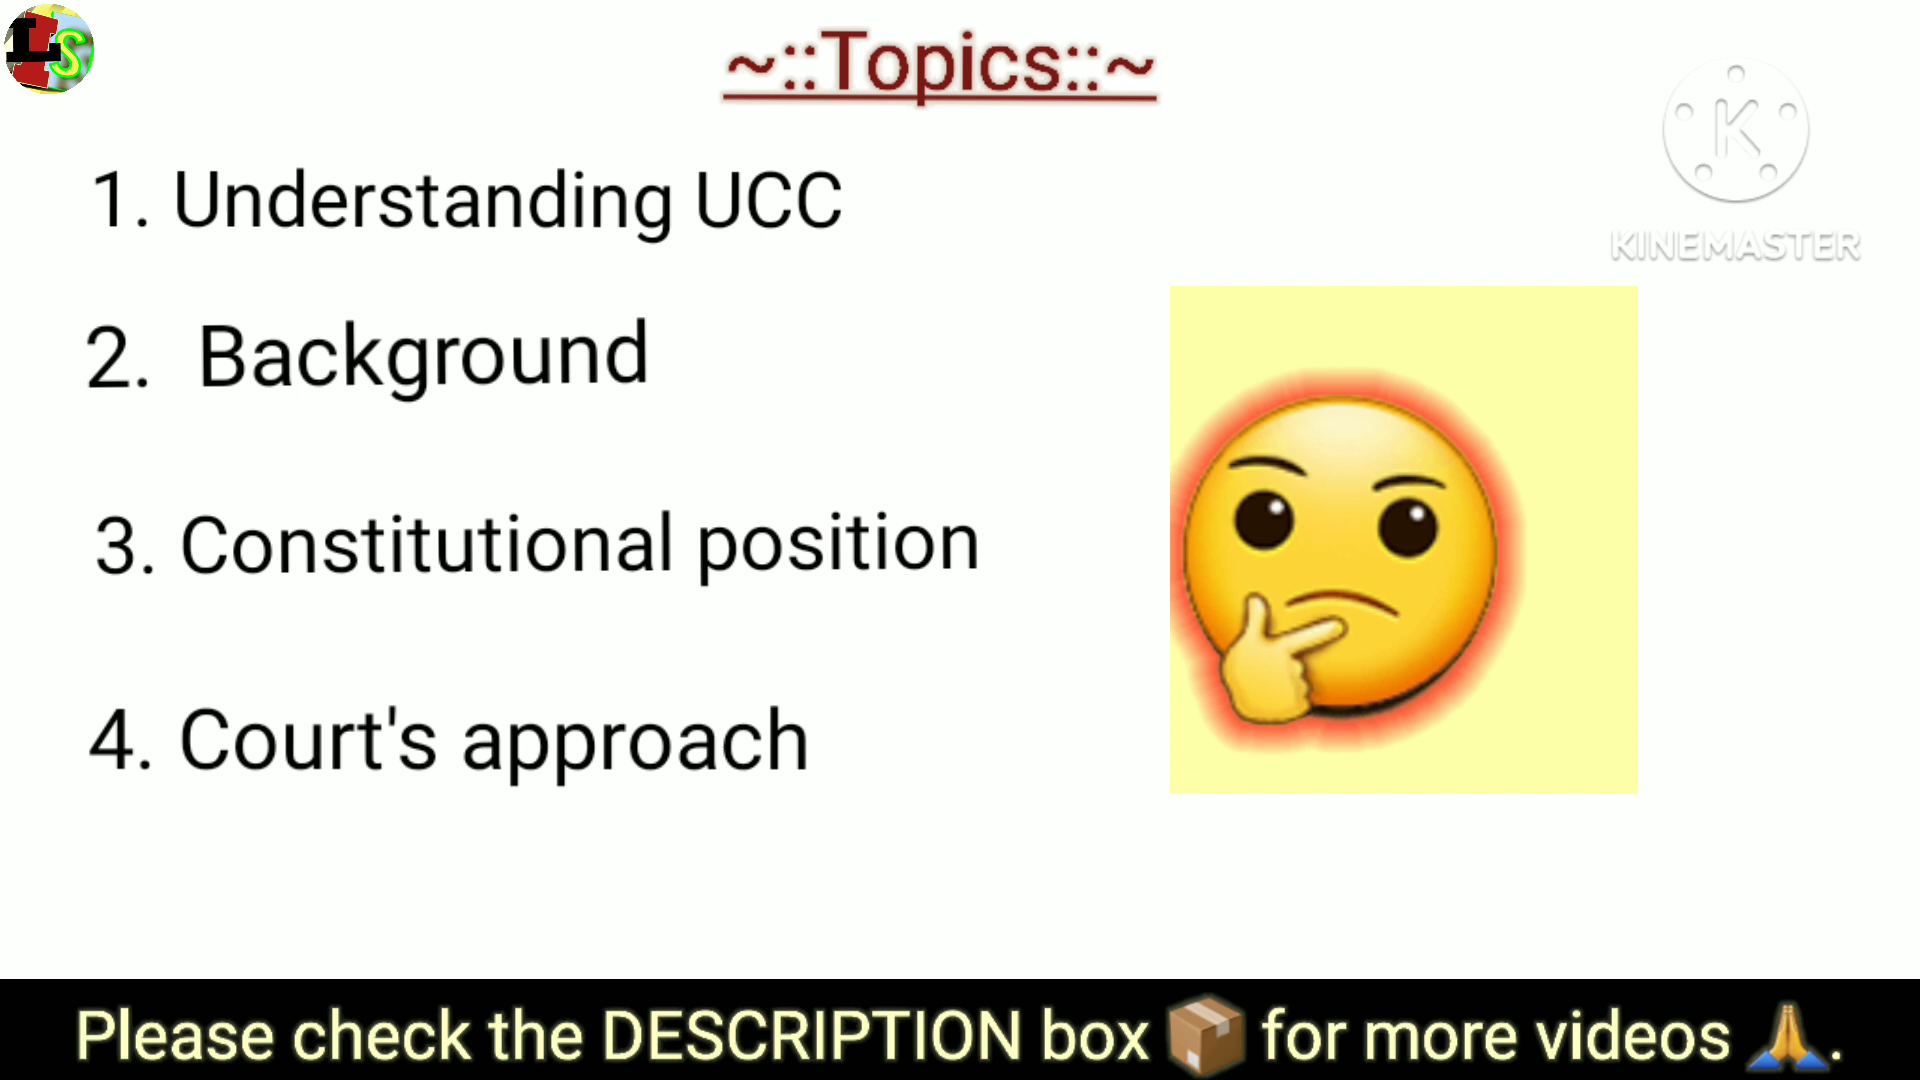 LS
~::Topics::~
K
KINEMASTER
1. Understanding UCC
2. Background
3. Constitutional position
4. Court's approach
Please check the DESCRIPTION box 📦 for more videos 🙏.